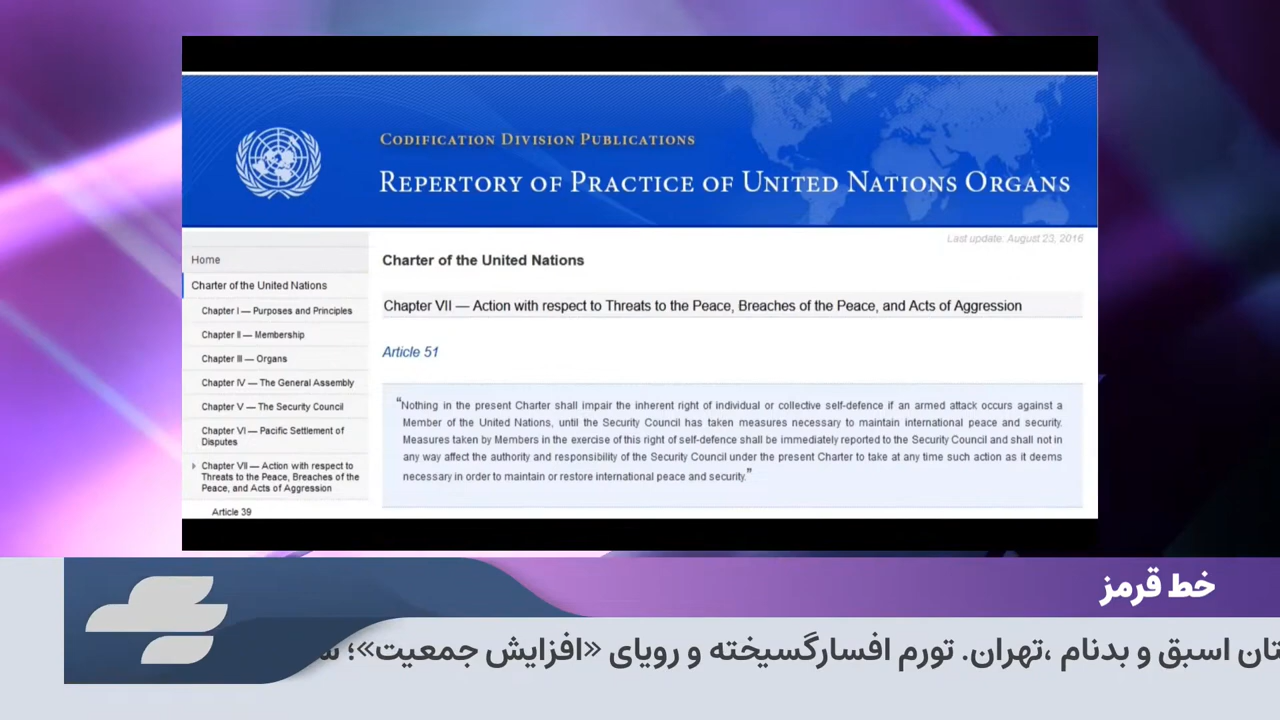 CODIFICATION DIVISION PUBLICATIONS
REPERTORY OF PRACTICE OF UNITED NATIONS ORGANS
Last update: August 23, 2016
Home
Charter of the United Nations
Chapter I — Purposes and Principles
Chapter II — Membership
Chapter III — Organs
Chapter IV — The General Assembly
Chapter V — The Security Council
Chapter VI — Pacific Settlement of
Disputes
Chapter VII — Action with respect to
Threats to the Peace, Breaches of the
Peace, and Acts of Aggression
Article 39
Charter of the United Nations
Chapter VII — Action with respect to Threats to the Peace, Breaches of the Peace, and Acts of Aggression
Article 51
“Nothing in the present Charter shall impair the inherent right of individual or collective self-defence if an armed attack occurs against a
Member of the United Nations, until the Security Council has taken measures necessary to maintain international peace and security.
Measures taken by Members in the exercise of this right of self-defence shall be immediately reported to the Security Council and shall not in
any way affect the authority and responsibility of the Security Council under the present Charter to take at any time such action as it deems
necessary in order to maintain or restore international peace and security.”
خط قرمز
اسبق و بدنام ،تهران. تورم افسارگسیخته و رویای «افزایش جمعیت»؛